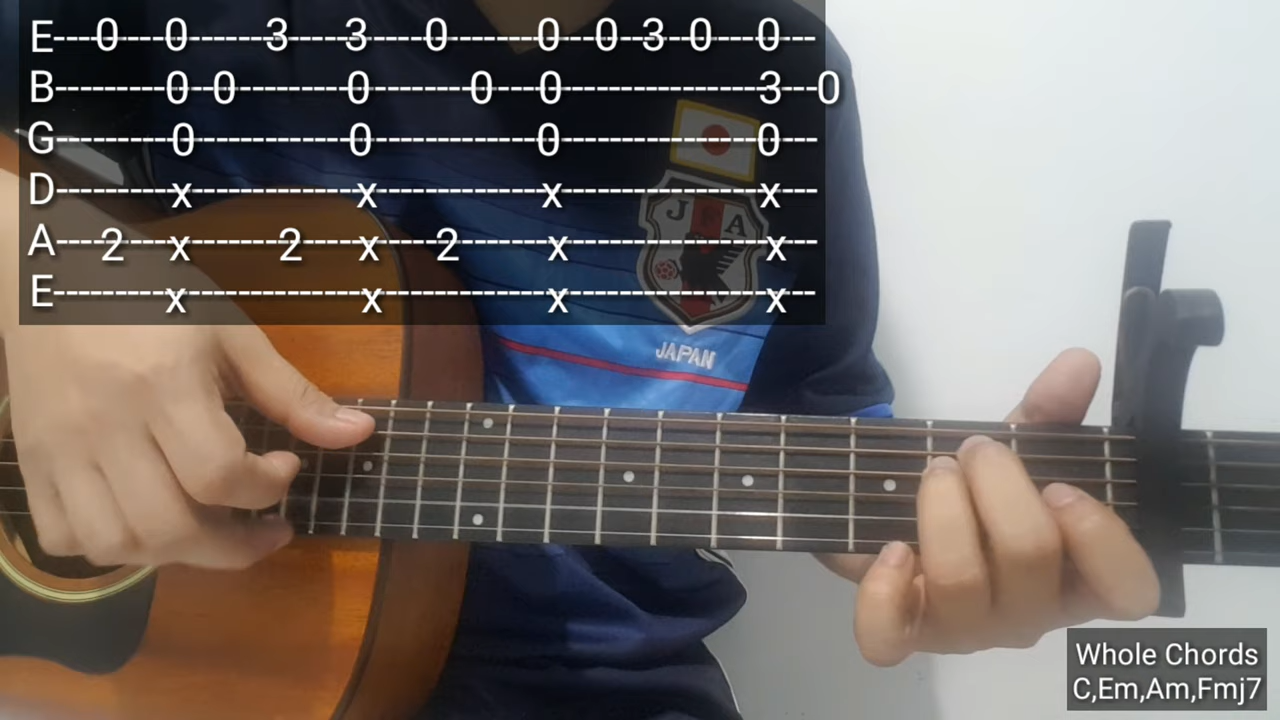 E---0---0------3----3---0-------0--0-3-0---0---
B--------0-0--------0-------0---0-------------3--0
G--------0----------0-----------0-------------0---
D--------x----------x-----------x-------------x---
A---2---x------2---x---2-------x-------------x---
E--------x----------x-----------x-------------x---
JFA
JAPAN
Whole Chords
C,Em,Am,Fmj7